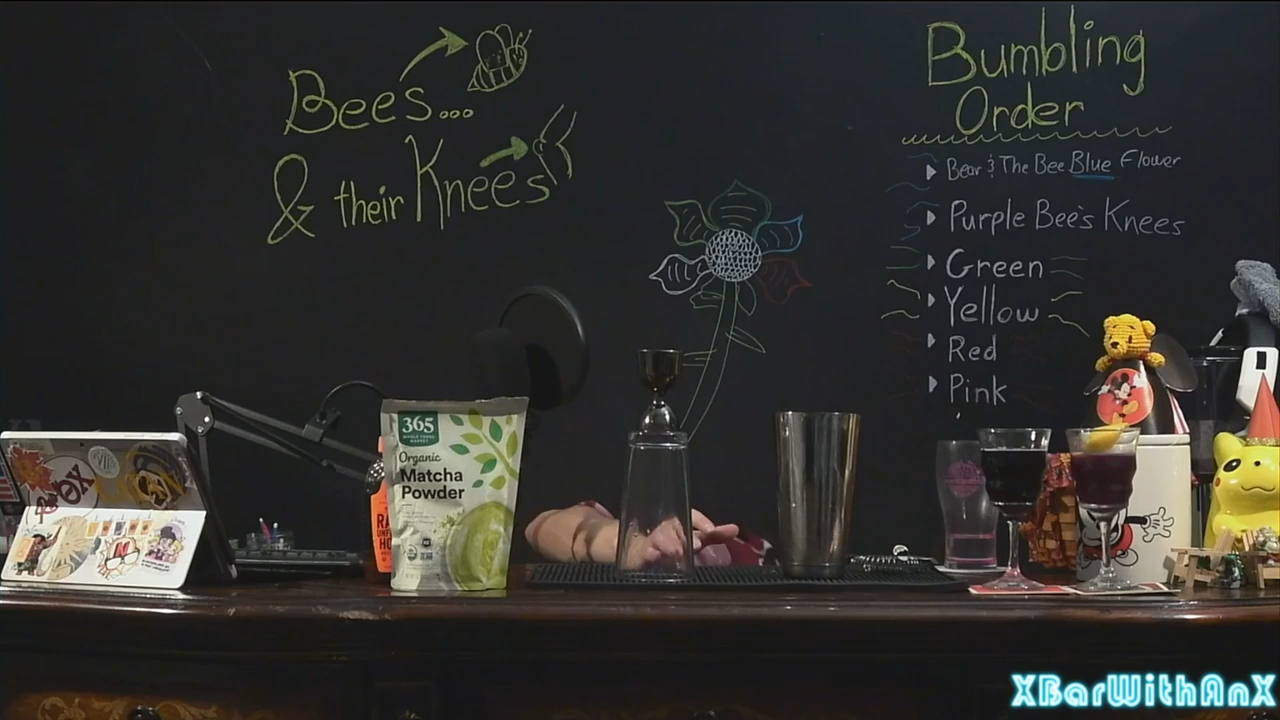 Bees...
& their Knees
Bumbling
Order
Bear & The Bee Blue Flower
Purple Bee's Knees
Green
Yellow
Red
Pink
365
WHOLE FOODS
MARKET
Organic
Matcha
Powder
XBarWithAnX